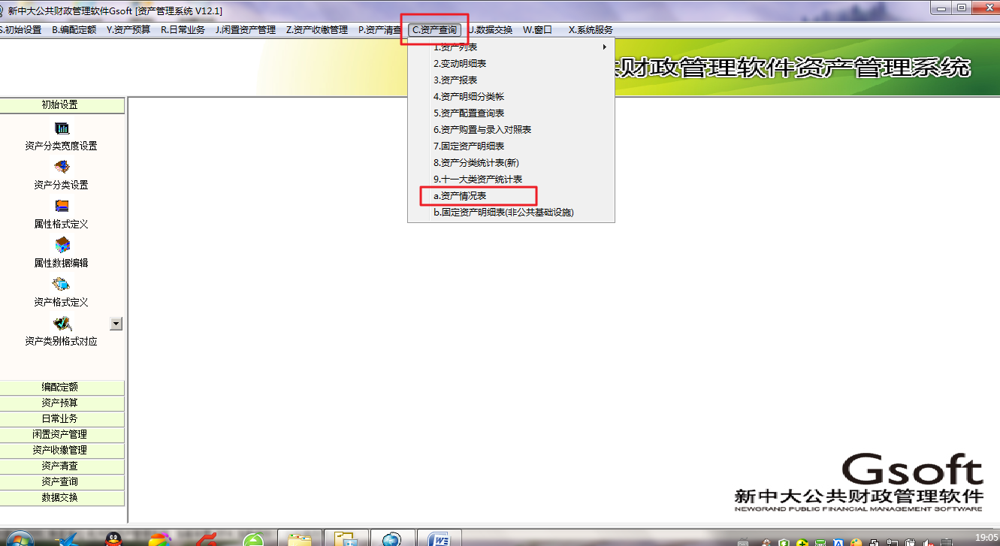 新中大公共财政管理软件Gsoft [资产管理系统 V12.1]
S.初始设置 B.编配定额 Y.资产预算 R.日常业务 J.闲置资产管理 Z.资产收缴管理 P.资产清查 C.资产查询 U.数据交换 W.窗口 X.系统服务
1.资产列表
2.变动明细表
3.资产报表
4.资产明细分类帐
5.资产配置查询表
6.资产购置与录入对照表
7.固定资产明细表
8.资产分类统计表(新)
9.十一大类资产统计表
a.资产情况表
b.固定资产明细表(非公共基础设施)
共财政管理软件资产管理系统
初始设置
资产分类宽度设置
资产分类设置
属性格式定义
属性数据编辑
资产格式定义
资产类别格式对应
编配定额
资产预算
日常业务
闲置资产管理
资产收缴管理
资产清查
资产查询
数据交换
Gsoft
新中大公共财政管理软件
NEWGRAND PUBLIC FINANCIAL MANAGEMENT SOFTWARE
19:05